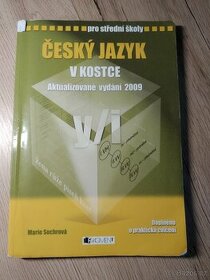 pro střední školy
ČESKÝ JAZYK
V KOSTCE
Aktualizované vydání 2009
y/i
Doplněno
o praktická cvičení
Marie Sochrová
FRAGMENT